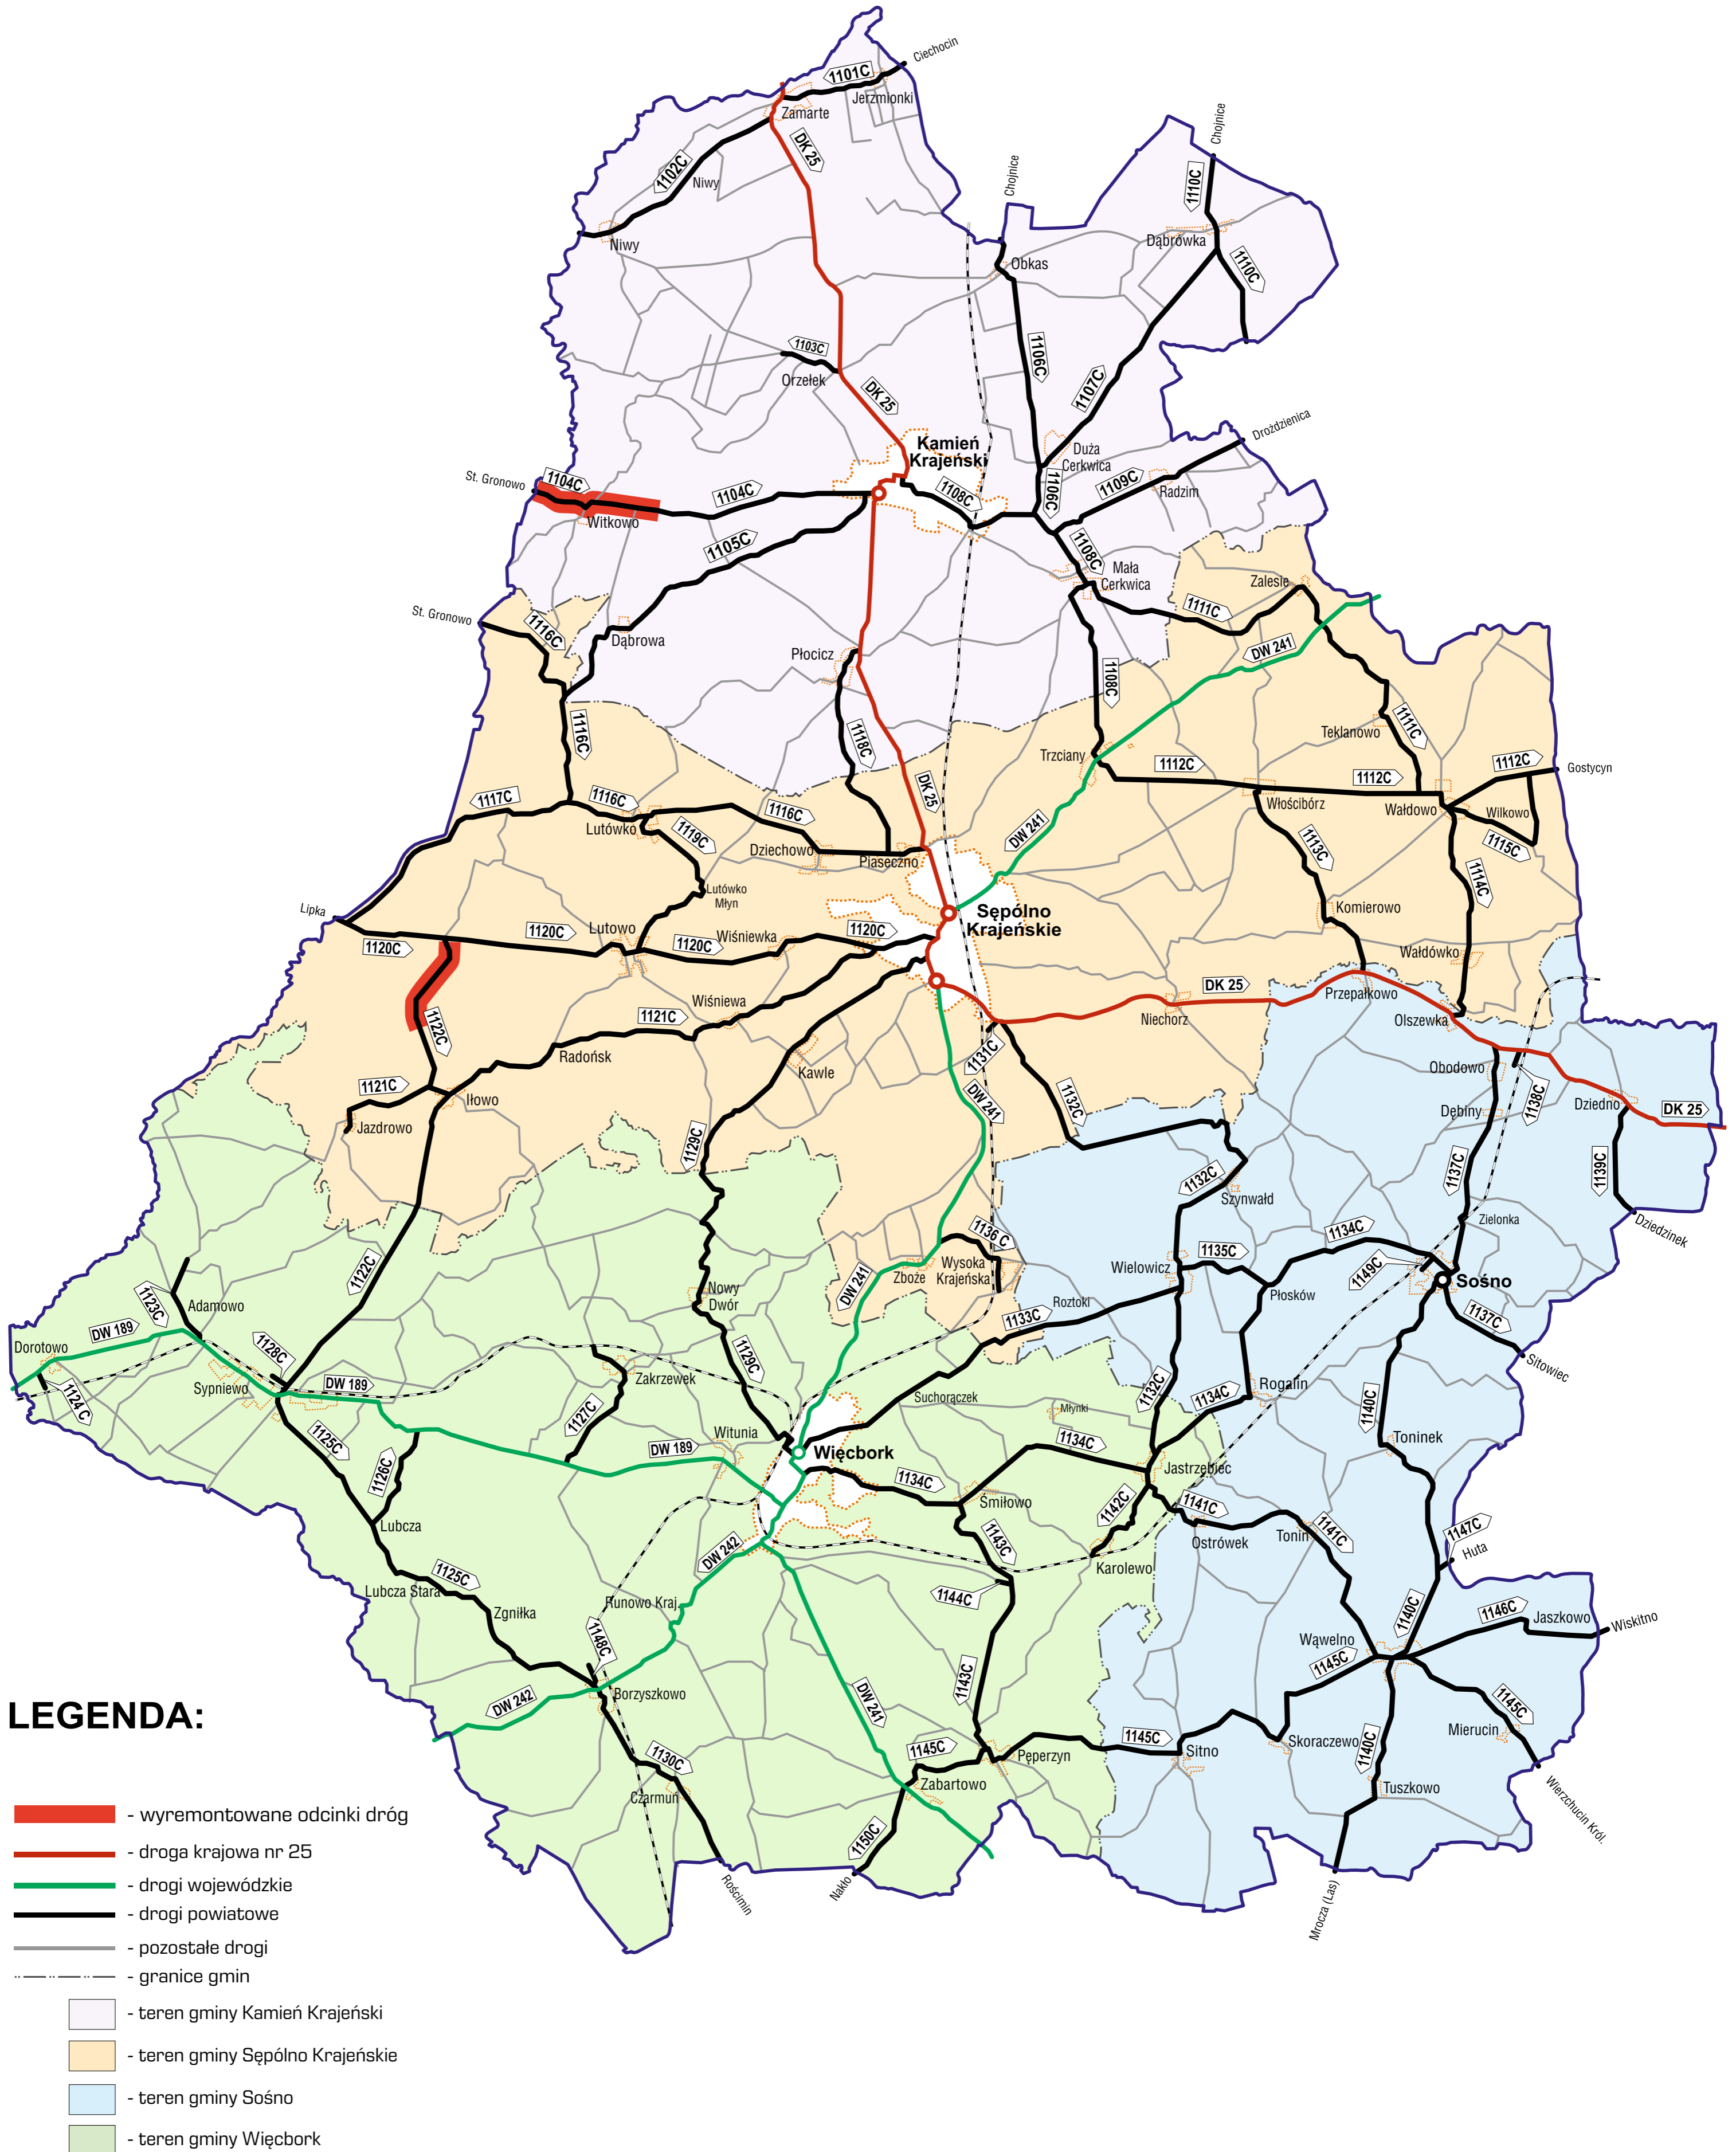 Ciechocin
1101C
Jerzmionki
Zamarte
DK 25
1102C
Niwy
Niwy
Chojnice
Chojnice
1110C
Dąbrówka
1110C
Obkas
1103C
Orzełek
1106C
1107C
DK 25
Kamień
Krajeński
Duża
Cerkwica
Drożdzienica
St. Gronowo
1104C
1104C
Witkowo
1108C
1106C
1109C
Radzim
1105C
1108C
Mała
Cerkwica
Zalesie
St. Gronowo
1116C
Dąbrowa
1111C
DW 241
Płocicz
1108C
1116C
1118C
Teklanowo
1111C
Trzciany
1112C
1112C
1112C
Gostycyn
DK 25
1117C
1116C
1116C
Lutówko
1119C
Dziechowo
Piaseczno
DW 241
Włościbórz
Wałdowo
Wilkowo
1115C
1113C
1114C
Lutówko
Młyn
Lipka
Sępólno
Krajeńskie
Komierowo
1120C
1120C
Lutowo
1120C
Wiśniewka
1120C
Wałdówko
DK 25
Przepałkowo
Niechorz
Olszewka
Wiśniewa
1121C
1122C
Radońsk
Kawle
1131C
Obodowo
1138C
1121C
Iłowo
Jazdrowo
DW 241
1132C
Dębiny
Dziedno
DK 25
1129C
1137C
1139C
1132C
Szynwałd
Zielonka
Dziedzinek
1136 C
1134C
1122C
Zboże
Wysoka
Krajeńska
1135C
Wielowicz
1149C
Sośno
Nowy
Dwór
DW 241
Roztoki
Płosków
1123C
Adamowo
1133C
1137C
DW 189
Dorotowo
1128C
1129C
Sitowiec
1124 C
Sypniewo
DW 189
Zakrzewek
Suchorączek
1132C
1134C
Rogalin
1127C
Młynki
1140C
1125C
1126C
Witunia
DW 189
Więcbork
1134C
1134C
Jastrzębiec
Toninek
Śmiłowo
1142C
1141C
Lubcza
1143C
Ostrówek
Tonin
1141C
1147C
Huta
DW 242
Karolewo
1125C
Lubcza Stara
1144C
Zgniłka
Runowo Kraj.
1148C
1140C
1146C
Jaszkowo
Wiskitno
Wąwelno
1145C
1143C
Borzyszkowo
DW 242
DW 241
1145C
Mierucin
LEGENDA:
1145C
1145C
Pęperzyn
Sitno
Skoraczewo
1140C
1130C
Czarmuń
Zabartowo
Tuszkowo
Wierzchucin Król.
- wyremontowane odcinki dróg
1150C
- droga krajowa nr 25
Rościmin
Nakło
- drogi wojewódzkie
Mrocza (Las)
- drogi powiatowe
- pozostałe drogi
- granice gmin
- teren gminy Kamień Krajeński
- teren gminy Sępólno Krajeńskie
- teren gminy Sośno
- teren gminy Więcbork